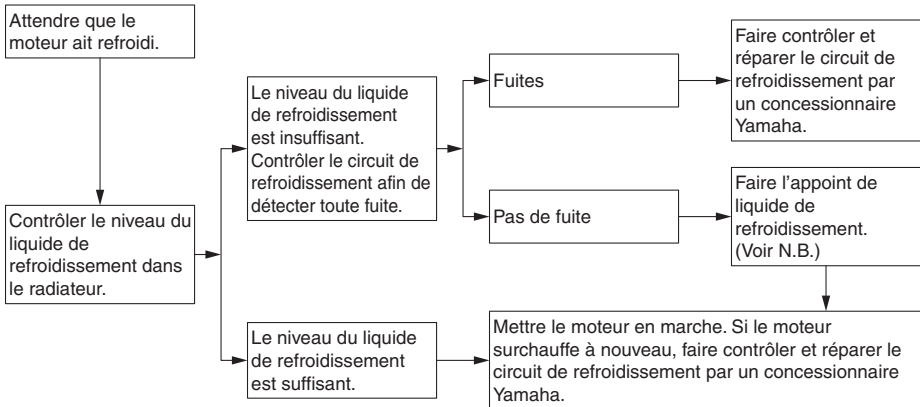 Attendre que le
moteur ait refroidi.
Contrôler le niveau du
liquide de
refroidissement dans
le radiateur.
Le niveau du liquide
de refroidissement
est insuffisant.
Contrôler le circuit de
refroidissement afin de
détecter toute fuite.
Fuites
Faire contrôler et
réparer le circuit de
refroidissement par
un concessionnaire
Yamaha.
Pas de fuite
Faire l’appoint de
liquide de
refroidissement.
(Voir N.B.)
Le niveau du liquide
de refroidissement
est suffisant.
Mettre le moteur en marche. Si le moteur
surchauffe à nouveau, faire contrôler et réparer le
circuit de refroidissement par un concessionnaire
Yamaha.